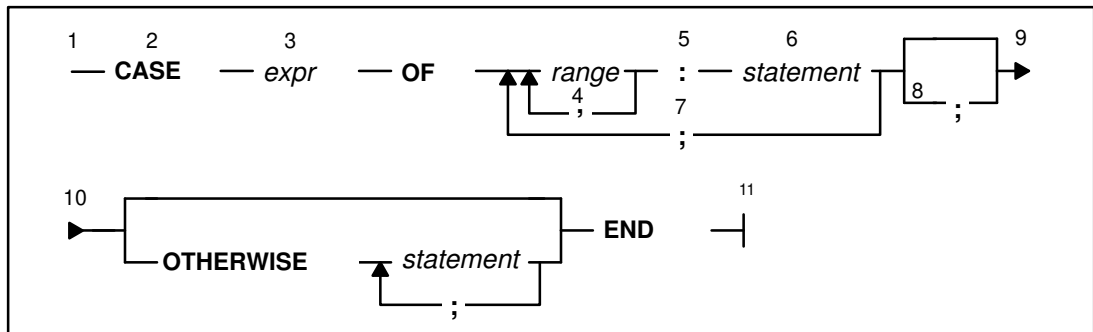 1 2 3 5 6 9
CASE expr OF range : statement
4 7 8
, ; ;
10 11
END
OTHERWISE statement
;